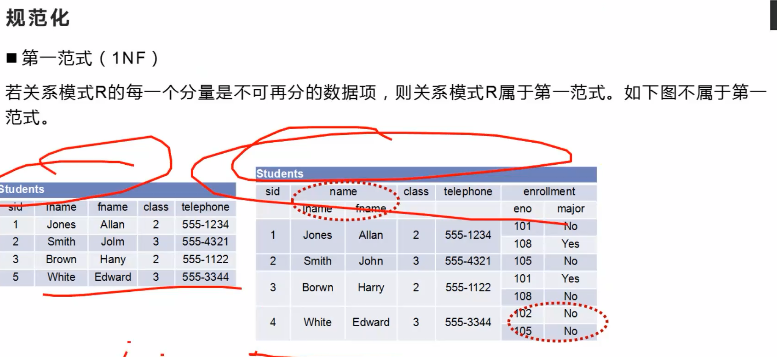 规范化
■ 第一范式（1NF）
若关系模式R的每一个分量是不可再分的数据项，则关系模式R属于第一范式。如下图不属于第一
范式。
Students
sid lname fname class telephone
1 Jones Allan 2 555-1234
2 Smith Jolm 3 555-4321
3 Brown Hany 2 555-1122
5 White Edward 3 555-3344
Students
sid name class telephone enrollment
lname fname eno major
1 Jones Allan 2 555-1234 101 No
108 Yes
2 Smith John 3 555-4321 105 No
3 Borwn Harry 2 555-1122 101 Yes
108 No
4 White Edward 3 555-3344 102 No
105 No